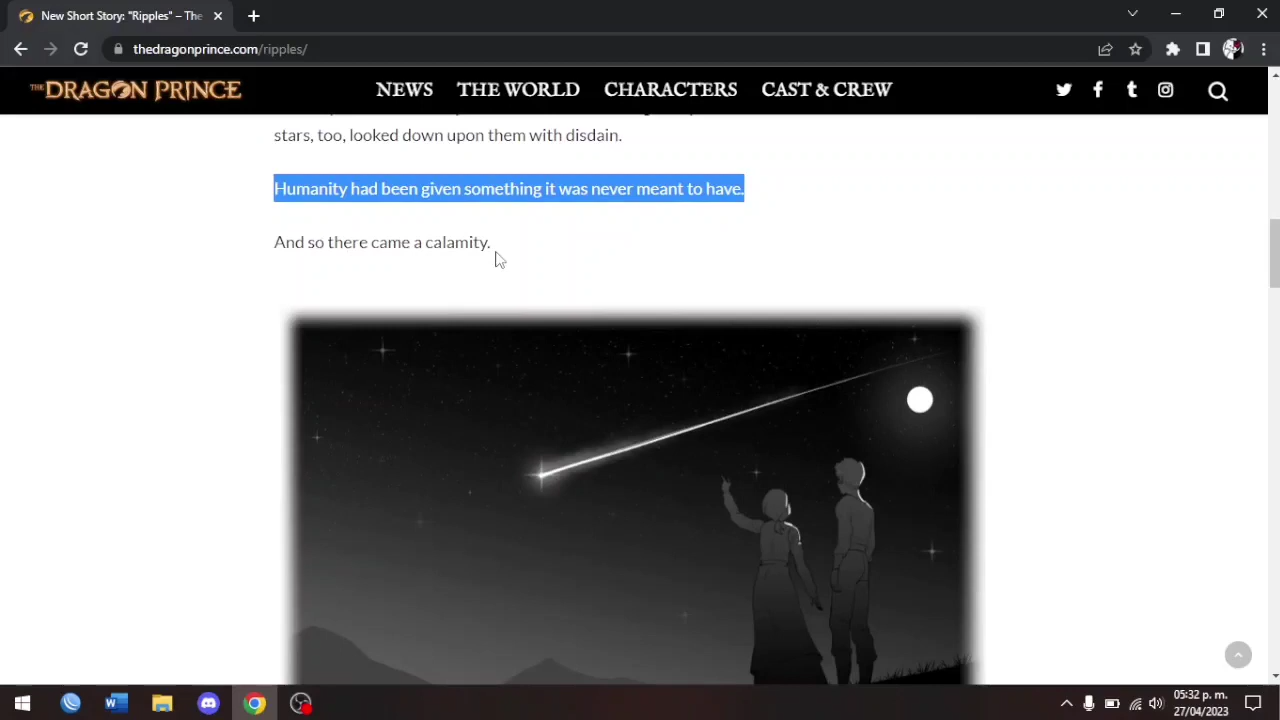 New Short Story: "Ripples" – The
thedragonprince.com/ripples/
THE DRAGON PRINCE
NEWS THE WORLD CHARACTERS CAST & CREW
stars, too, looked down upon them with disdain.
Humanity had been given something it was never meant to have.
And so there came a calamity.
05:32 p. m.
27/04/2023